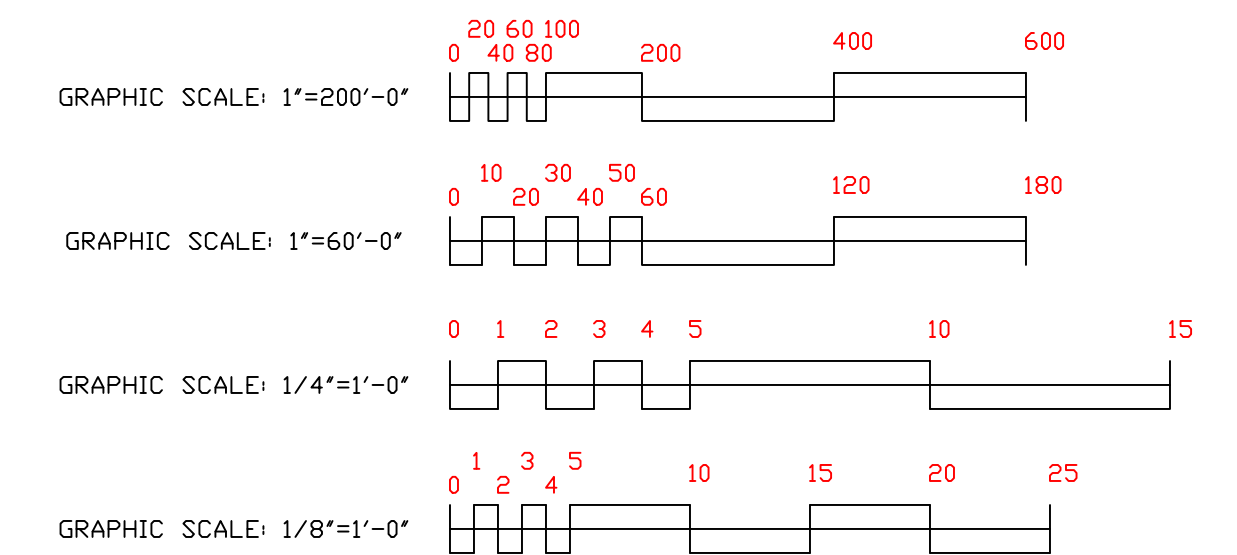 20 60 100
0 40 80 200 400 600
GRAPHIC SCALE: 1"=200'-0"
10 30 50
0 20 40 60 120 180
GRAPHIC SCALE: 1"=60'-0"
0 1 2 3 4 5 10 15
GRAPHIC SCALE: 1/4"=1'-0"
1 3 5
0 2 4 10 15 20 25
GRAPHIC SCALE: 1/8"=1'-0"